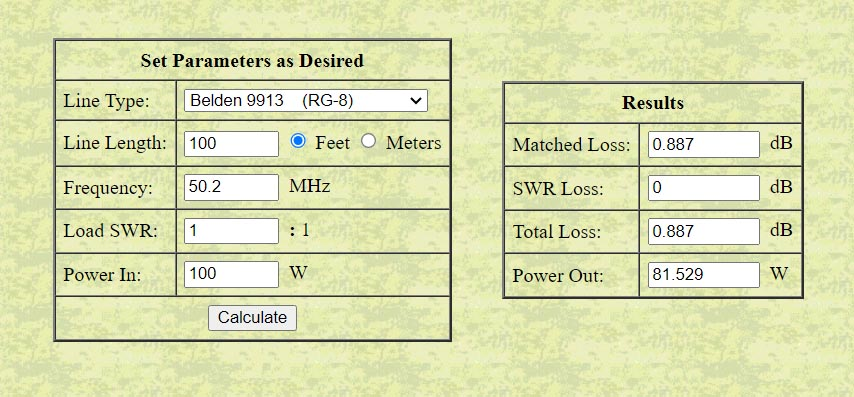 Set Parameters as Desired
Line Type: Belden 9913 (RG-8)
Line Length: 100 Feet Meters
Frequency: 50.2 MHz
Load SWR: 1 : 1
Power In: 100 W
Calculate
Results
Matched Loss: 0.887 dB
SWR Loss: 0 dB
Total Loss: 0.887 dB
Power Out: 81.529 W